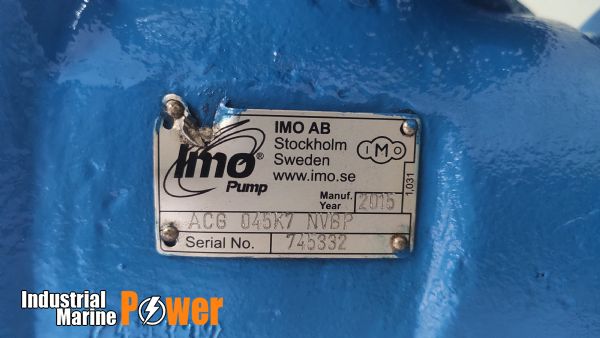 IMO AB
Stockholm
Sweden
www.imo.se
Imo®
Pump
IMO
Manuf. Year 2015
1,031
ACG 045K7 NVBP
Serial No. 745332
Industrial
Marine Power